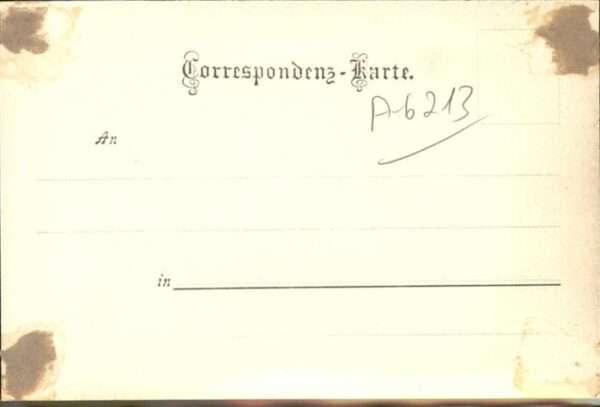 Correspondenz-Karte.
A-6213
An
in